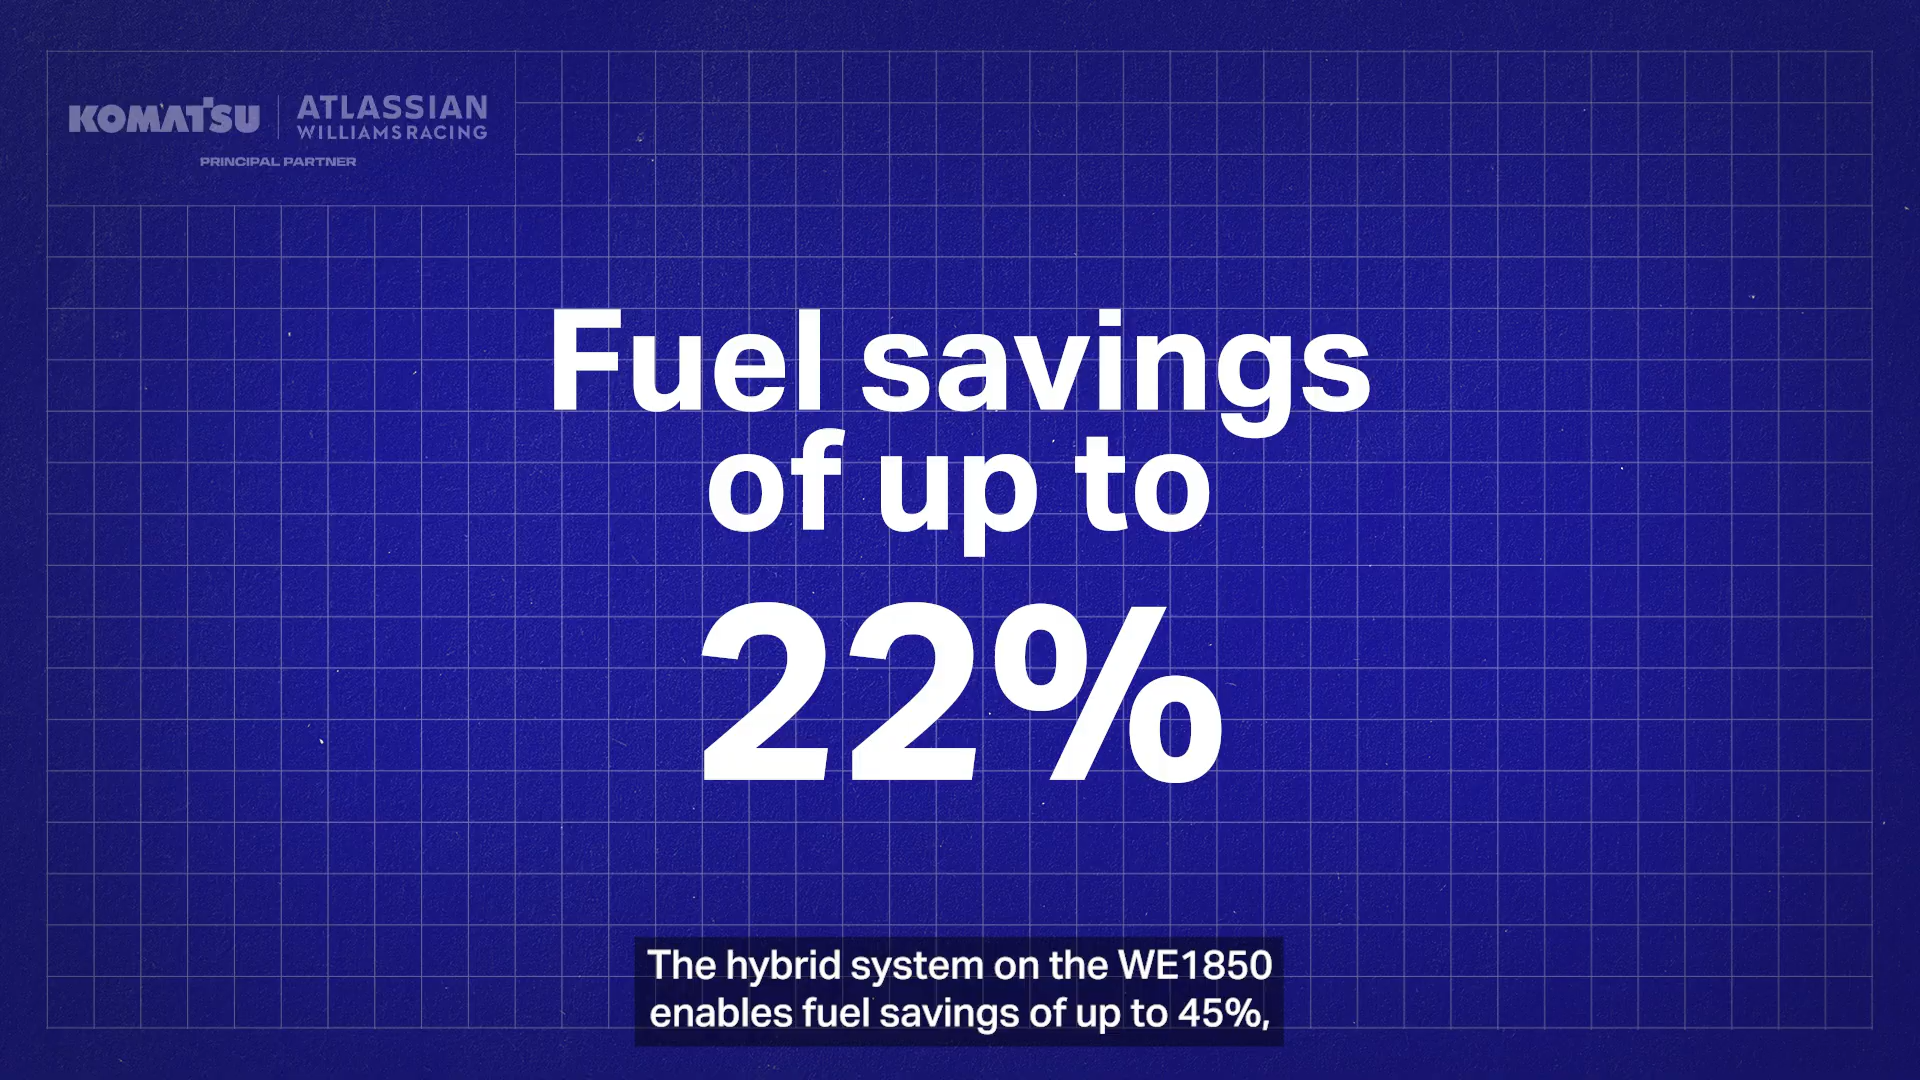 KOMATSU
ATLASSIAN
WILLIAMS RACING
PRINCIPAL PARTNER
Fuel savings
of up to
22%
The hybrid system on the WE1850
enables fuel savings of up to 45%,